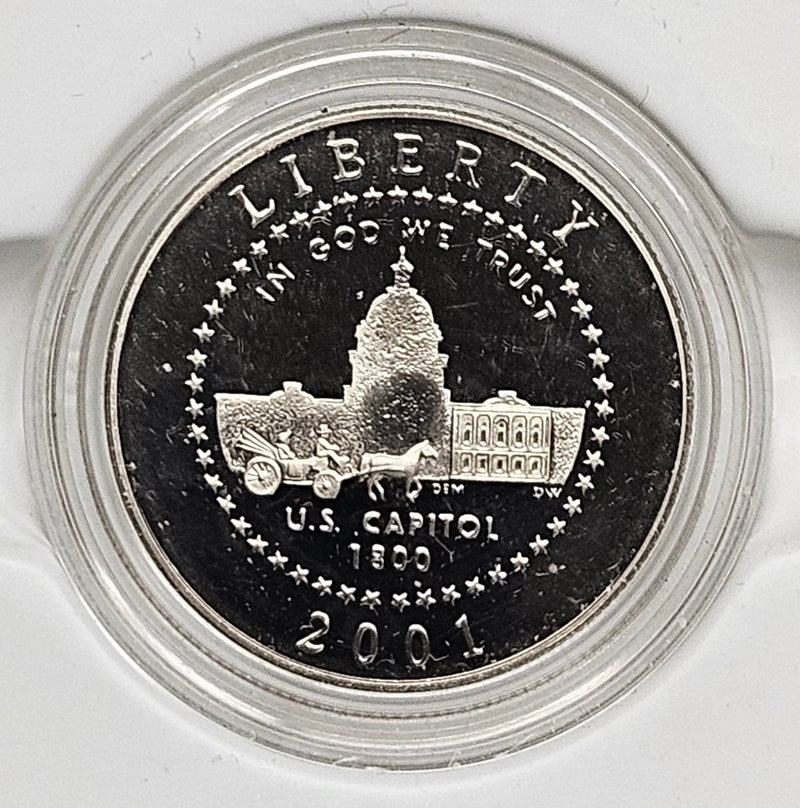 LIBERTY
IN GOD WE TRUST
DEM DW
U.S. CAPITOL
1800
2001